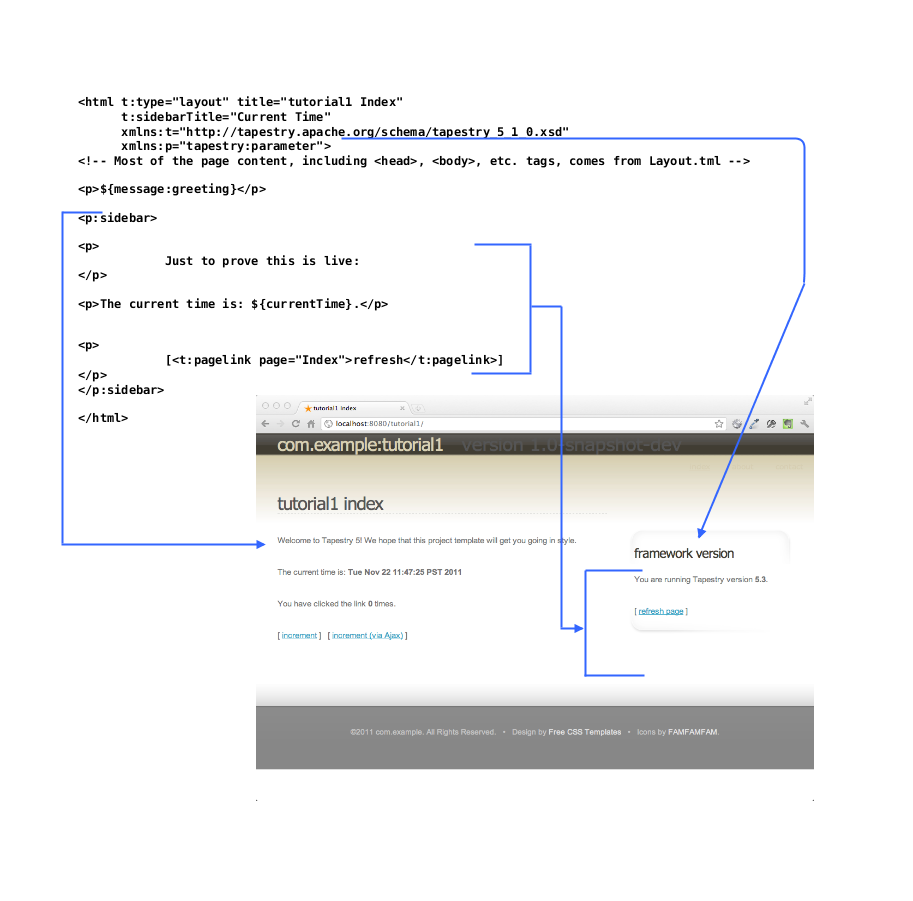 <html t:type="layout" title="tutorial1 Index"
t:sidebarTitle="Current Time"
xmlns:t="http://tapestry.apache.org/schema/tapestry_5_1_0.xsd"
xmlns:p="tapestry:parameter">
<!-- Most of the page content, including <head>, <body>, etc. tags, comes from Layout.tml -->
<p>${message:greeting}</p>
<p:sidebar>
<p>
Just to prove this is live:
</p>
<p>The current time is: ${currentTime}.</p>
<p>
[<t:pagelink page="Index">refresh</t:pagelink>]
</p>
</p:sidebar>
</html>
tutorial1 Index
localhost:8080/tutorial1/
com.example:tutorial1 version 1.0-snapshot-dev
tutorial1 index
Welcome to Tapestry 5! We hope that this project template will get you going in style.
The current time is: Tue Nov 22 11:47:25 PST 2011
You have clicked the link 0 times.
[ increment ] [ increment (via Ajax) ]
framework version
You are running Tapestry version 5.3.
[ refresh page ]
©2011 com.example. All Rights Reserved. • Design by Free CSS Templates • Icons by FAMFAMFAM.